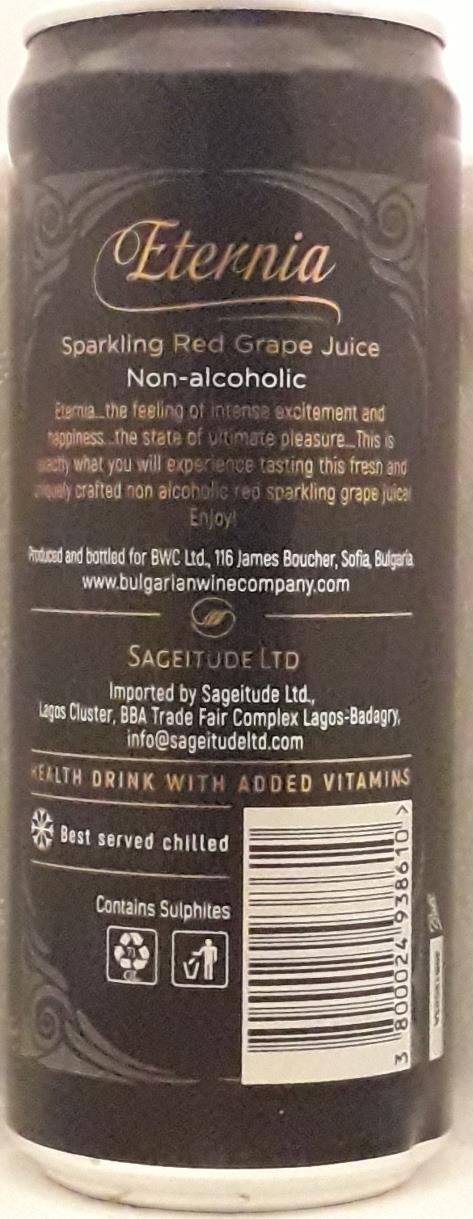 Eternia
Sparkling Red Grape Juice
Non-alcoholic
Eternia...the feeling of intense excitement and
happiness...the state of ultimate pleasure...This is
exactly what you will experience tasting this fresh and
crafted non alcoholic red sparkling grape juice!
Enjoy!
Produced and bottled for BWC Ltd., 116 James Boucher, Sofia, Bulgaria
www.bulgarianwinecompany.com
SAGEITUDE LTD
Imported by Sageitude Ltd.,
Lagos Cluster, BBA Trade Fair Complex Lagos-Badagry,
info@sageitudeltd.com
HEALTH DRINK WITH ADDED VITAMINS
Best served chilled
Contains Sulphites
3 800024 938610 >